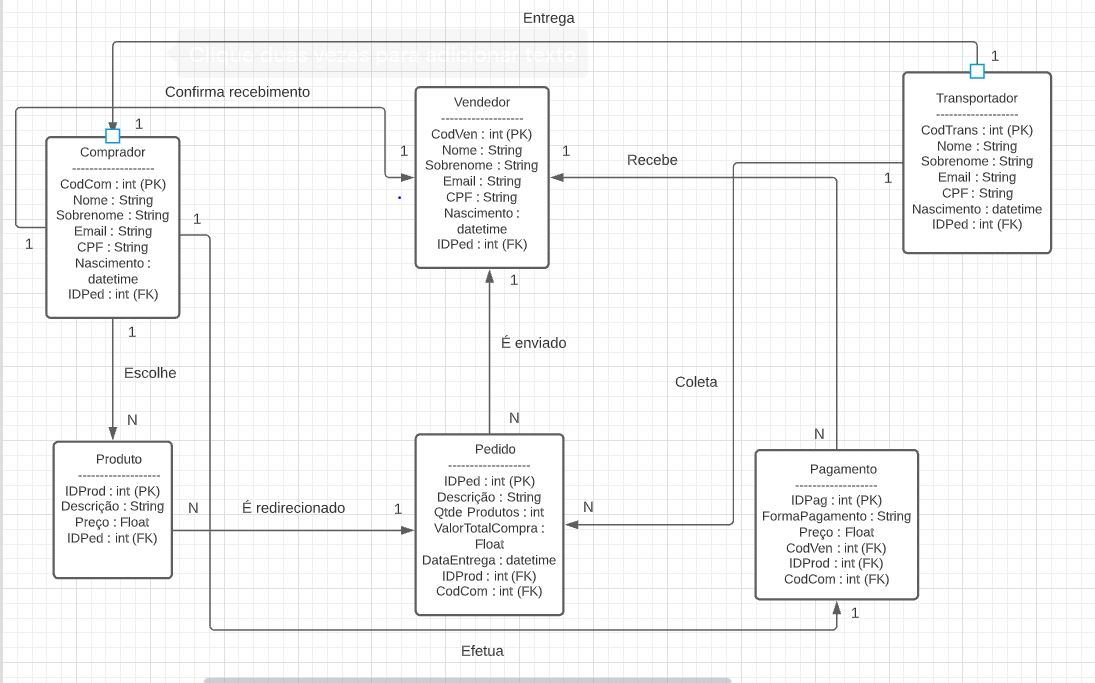 Entrega
1
Clique duas vezes para adicionar texto
Confirma recebimento
1
Comprador
-------------------
CodCom : int (PK)
Nome : String
Sobrenome : String
Email : String
CPF : String
Nascimento :
datetime
IDPed : int (FK)
1
1
1
Vendedor
-------------------
CodVen : int (PK)
Nome : String
Sobrenome : String
Email : String
CPF : String
Nascimento :
datetime
IDPed : int (FK)
1
1
Recebe
1
Transportador
-------------------
CodTrans : int (PK)
Nome : String
Sobrenome : String
Email : String
CPF : String
Nascimento : datetime
IDPed : int (FK)
1
Escolhe
N
É enviado
N
Coleta
N
Produto
-------------------
IDProd : int (PK)
Descrição : String
Preço : Float
IDPed : int (FK)
N
É redirecionado
1
Pedido
-------------------
IDPed : int (PK)
Descrição : String
Qtde Produtos : int
ValorTotalCompra :
Float
DataEntrega : datetime
IDProd : int (FK)
CodCom : int (FK)
N
Pagamento
-------------------
IDPag : int (PK)
FormaPagamento : String
Preço : Float
CodVen : int (FK)
IDProd : int (FK)
CodCom : int (FK)
1
Efetua